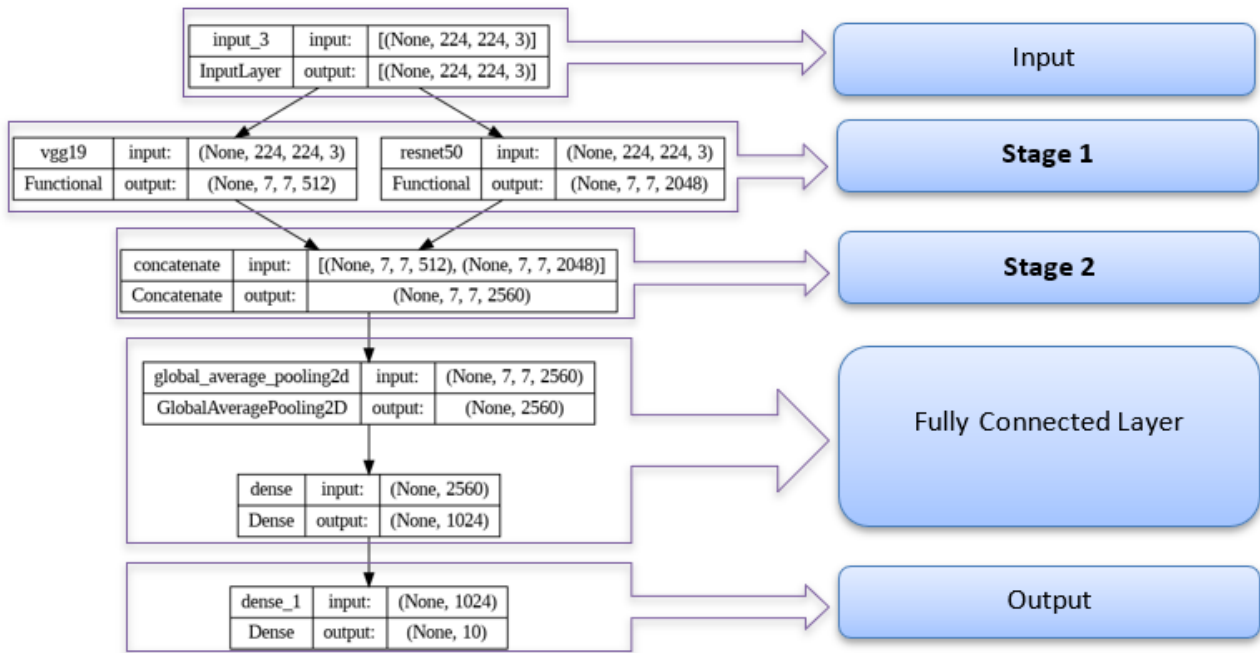 input_3 input: [(None, 224, 224, 3)]
InputLayer output: [(None, 224, 224, 3)]
Input
vgg19 input: (None, 224, 224, 3)
Functional output: (None, 7, 7, 512)
resnet50 input: (None, 224, 224, 3)
Functional output: (None, 7, 7, 2048)
Stage 1
concatenate input: [(None, 7, 7, 512), (None, 7, 7, 2048)]
Concatenate output: (None, 7, 7, 2560)
Stage 2
global_average_pooling2d input: (None, 7, 7, 2560)
GlobalAveragePooling2D output: (None, 2560)
dense input: (None, 2560)
Dense output: (None, 1024)
Fully Connected Layer
dense_1 input: (None, 1024)
Dense output: (None, 10)
Output